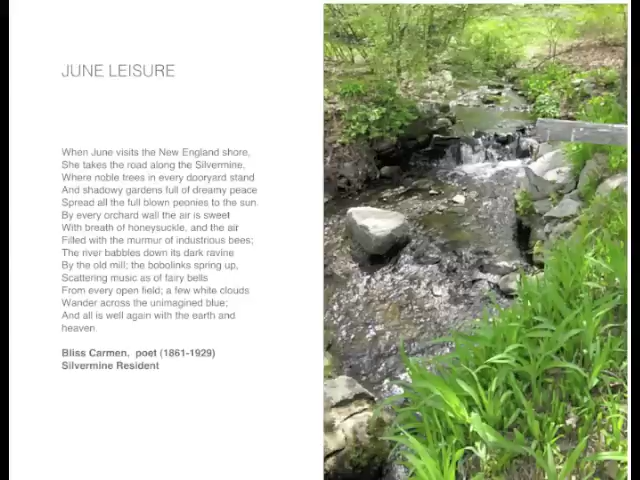 JUNE LEISURE
When June visits the New England shore,
She takes the road along the Silvermine,
Where noble trees in every dooryard stand
And shadowy gardens full of dreamy peace
Spread all the full blown peonies to the sun.
By every orchard wall the air is sweet
With breath of honeysuckle, and the air
Filled with the murmur of industrious bees;
The river babbles down its dark ravine
By the old mill; the bobolinks spring up,
Scattering music as of fairy bells
From every open field; a few white clouds
Wander across the unimagined blue;
And all is well again with the earth and
heaven.
Bliss Carmen, poet (1861-1929)
Silvermine Resident